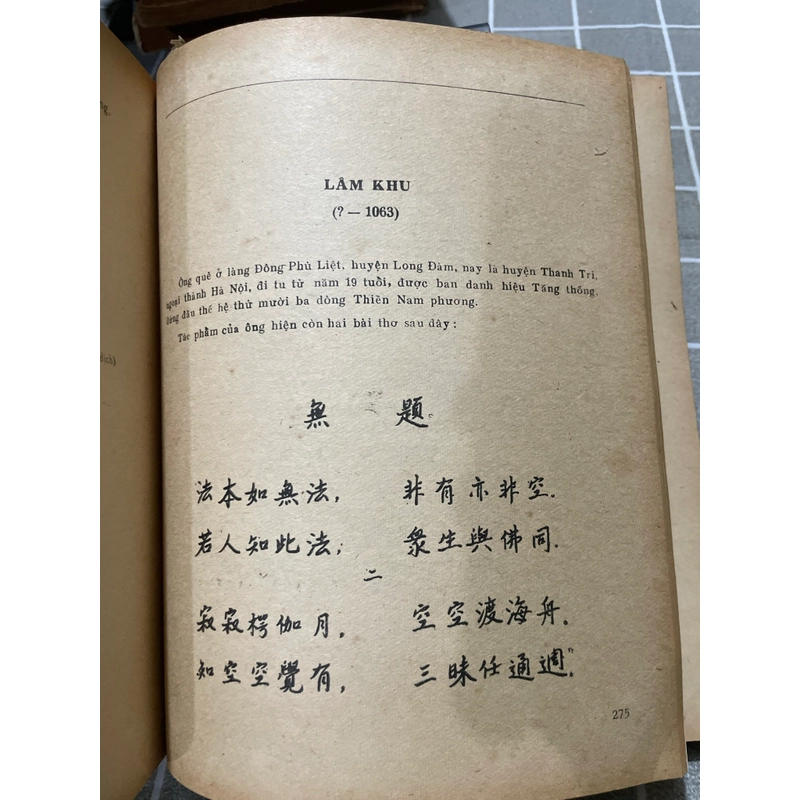 ng.
dịch)
LÂM KHU
(? — 1063)
Ông quê ở làng Đông Phù Liệt, huyện Long Đàm, nay là huyện Thanh Trì,
ngoại thành Hà Nội, đi tu từ năm 19 tuổi, được ban danh hiệu Tăng thống,
đứng đầu thế hệ thứ mười ba dòng Thiền Nam phương.
Tác phẩm của ông hiện còn hai bài thơ sau đây :
無 題。
法本如無法， 非有亦非空.
若人知此法； 衆生與佛同.
二
寂寂楞伽月， 空空渡海舟.
知空空覺有， 三昧任通週.
275